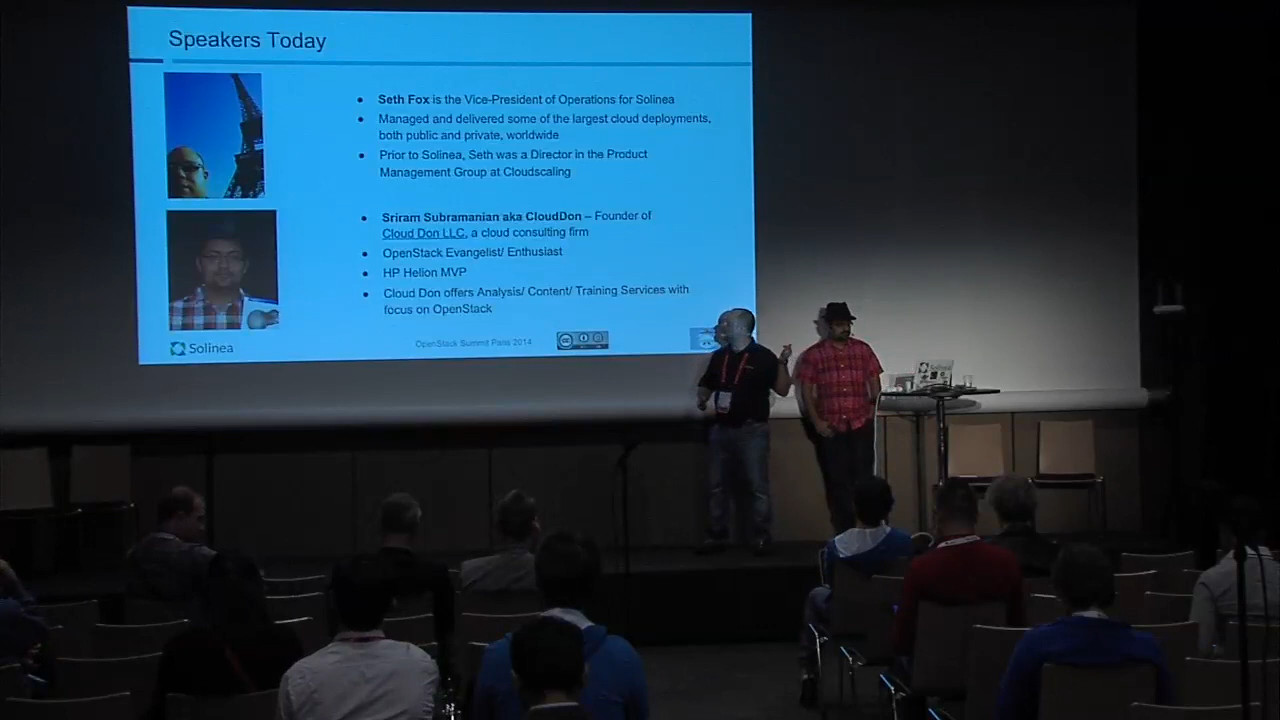 Speakers Today
Seth Fox is the Vice-President of Operations for Solinea
Managed and delivered some of the largest cloud deployments,
both public and private, worldwide
Prior to Solinea, Seth was a Director in the Product
Management Group at Cloudscaling
Sriram Subramanian aka CloudDon – Founder of
Cloud Don LLC, a cloud consulting firm
OpenStack Evangelist/ Enthusiast
HP Helion MVP
Cloud Don offers Analysis/ Content/ Training Services with
focus on OpenStack
Solinea
OpenStack Summit Paris 2014
cc